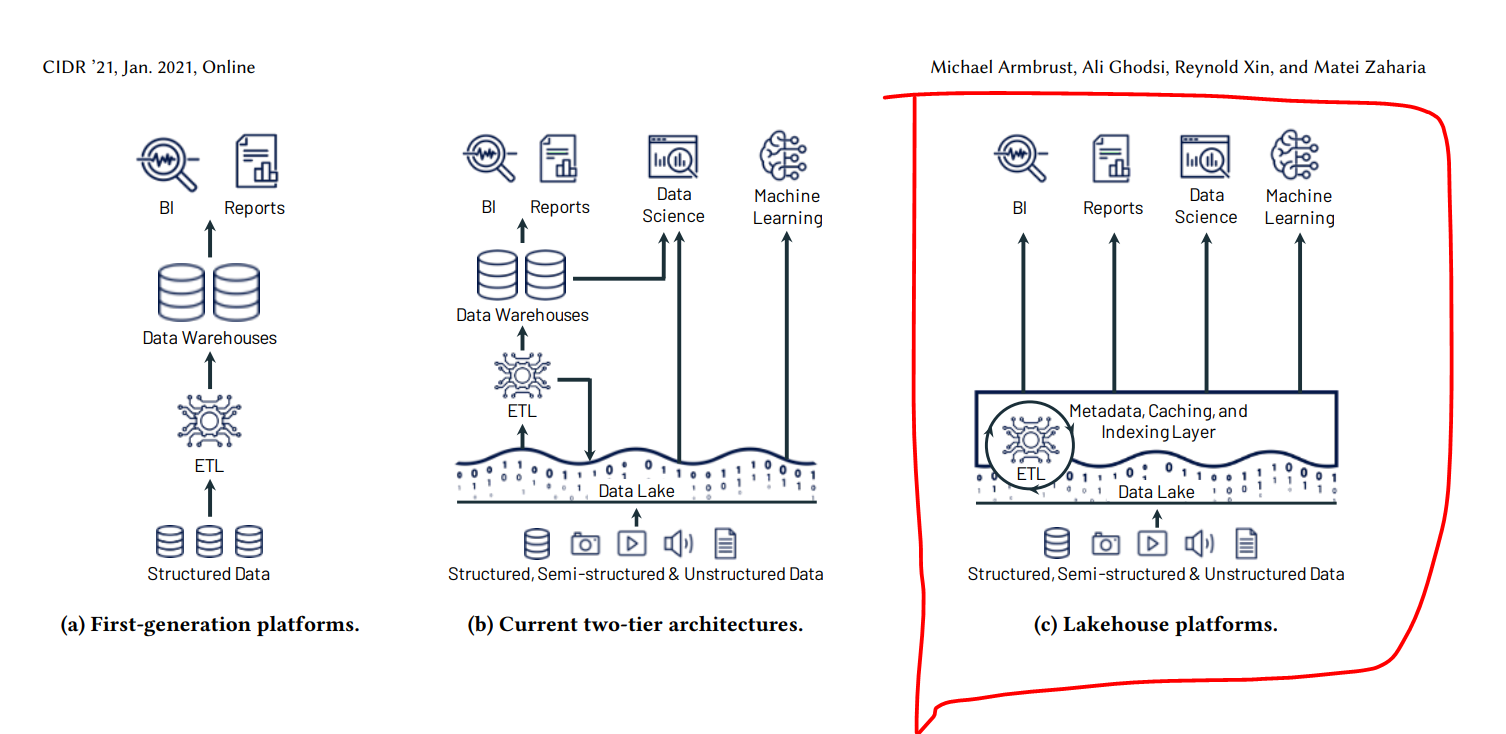 CIDR ’21, Jan. 2021, Online
Michael Armbrust, Ali Ghodsi, Reynold Xin, and Matei Zaharia
BI
Reports
Data Warehouses
ETL
Structured Data
(a) First-generation platforms.
BI
Reports
Data
Science
Machine
Learning
Data Warehouses
ETL
Data Lake
Structured, Semi-structured & Unstructured Data
(b) Current two-tier architectures.
BI
Reports
Data
Science
Machine
Learning
Metadata, Caching, and
Indexing Layer
ETL
Data Lake
Structured, Semi-structured & Unstructured Data
(c) Lakehouse platforms.